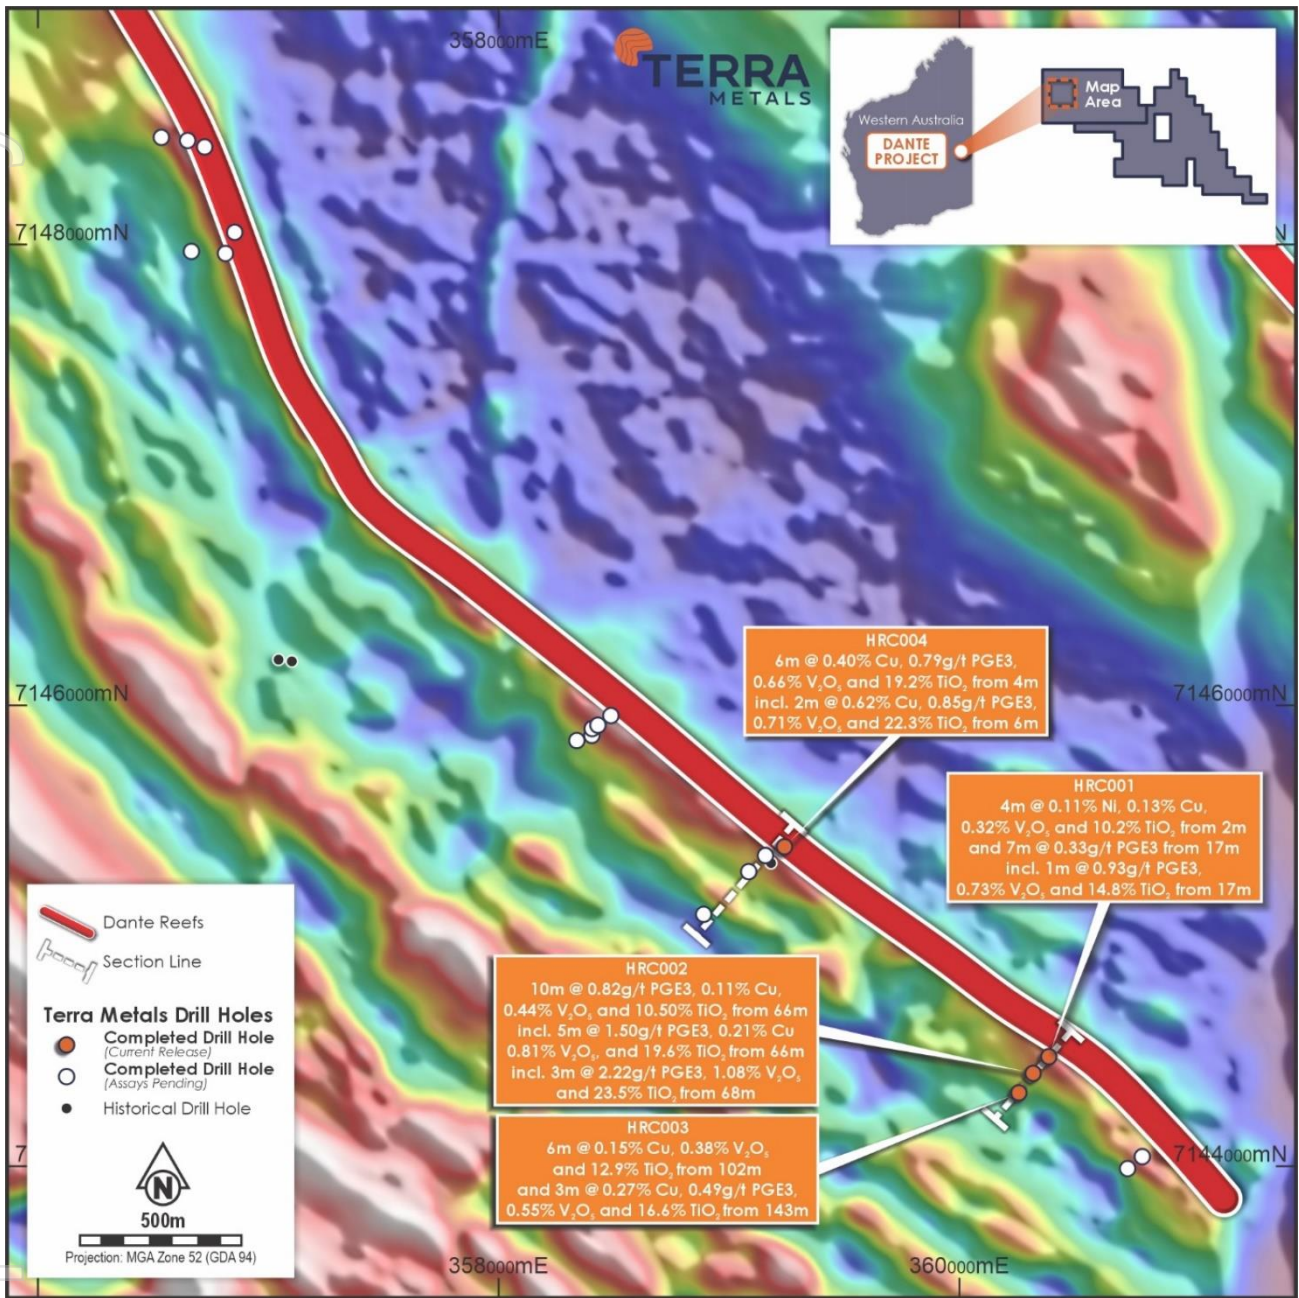 358000mE
TERRA
METALS
Western Australia
DANTE
PROJECT
Map
Area
7148000mN
N
HRC004
6m @ 0.40% Cu, 0.79g/t PGE3,
0.66% V₂O₅ and 19.2% TiO₂ from 4m
incl. 2m @ 0.62% Cu, 0.85g/t PGE3,
0.71% V₂O₅ and 22.3% TiO₂ from 6m
7146000mN
7146000mN
HRC001
4m @ 0.11% Ni, 0.13% Cu,
0.32% V₂O₅ and 10.2% TiO₂ from 2m
and 7m @ 0.33g/t PGE3 from 17m
incl. 1m @ 0.93g/t PGE3,
0.73% V₂O₅ and 14.8% TiO₂ from 17m
HRC002
10m @ 0.82g/t PGE3, 0.11% Cu,
0.44% V₂O₅ and 10.50% TiO₂ from 66m
incl. 5m @ 1.50g/t PGE3, 0.21% Cu
0.81% V₂O₅, and 19.6% TiO₂ from 66m
incl. 3m @ 2.22g/t PGE3, 1.08% V₂O₅
and 23.5% TiO₂ from 68m
HRC003
6m @ 0.15% Cu, 0.38% V₂O₅
and 12.9% TiO₂ from 102m
and 3m @ 0.27% Cu, 0.49g/t PGE3,
0.55% V₂O₅ and 16.6% TiO₂ from 143m
7144000mN
7
Dante Reefs
Section Line
Terra Metals Drill Holes
Completed Drill Hole
(Current Release)
Completed Drill Hole
(Assays Pending)
Historical Drill Hole
N
500m
Projection: MGA Zone 52 (GDA 94)
358000mE
360000mE